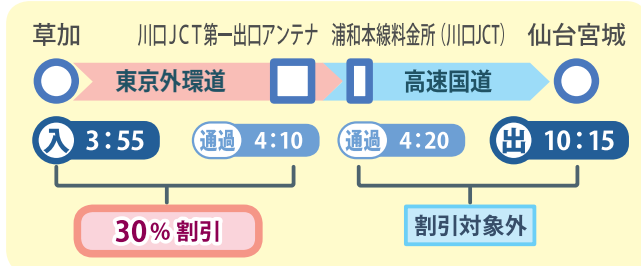 草加 川口JCT第一出口アンテナ 浦和本線料金所(川口JCT) 仙台宮城
東京外環道 高速国道
入 3:55 通過 4:10 通過 4:20 出 10:15
30%割引 割引対象外